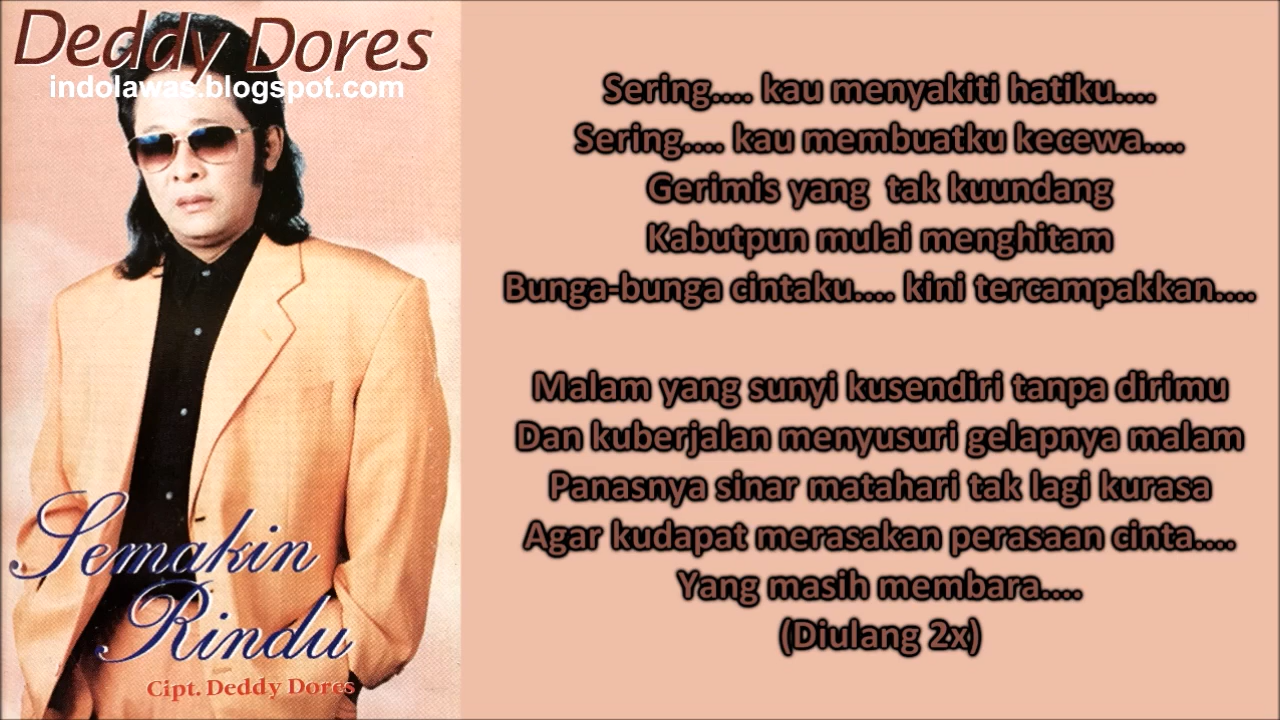 Deddy Dores
indolawas.blogspot.com
Semakin
Rindu
Cipt. Deddy Dores
Sering.... kau menyakiti hatiku....
Sering.... kau membuatku kecewa....
Gerimis yang  tak kuundang
Kabutpun mulai menghitam
Bunga-bunga cintaku.... kini tercampakkan....
Malam yang sunyi kusendiri tanpa dirimu
Dan kuberjalan menyusuri gelapnya malam
Panasnya sinar matahari tak lagi kurasa
Agar kudapat merasakan perasaan cinta....
Yang masih membara....
(Diulang 2x)